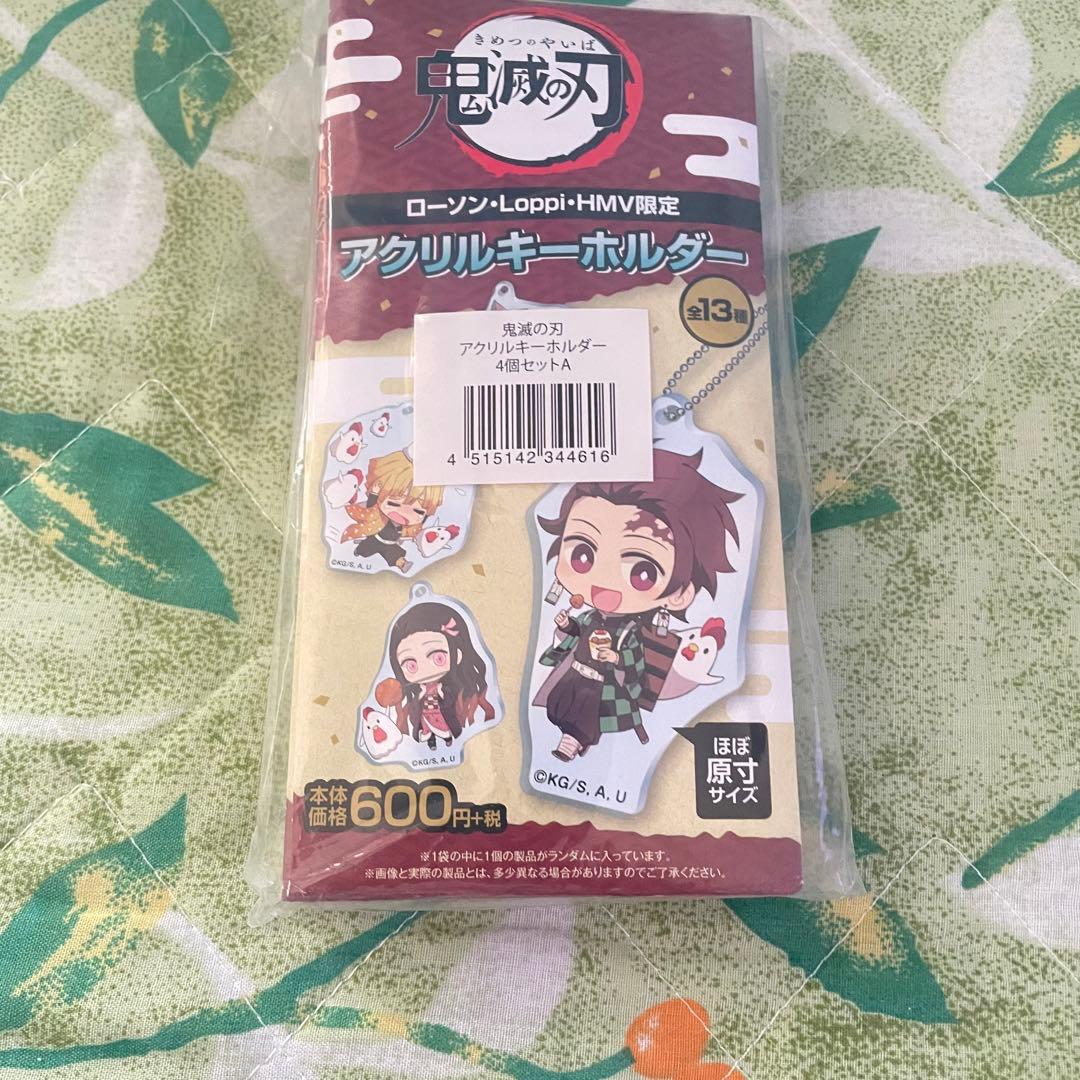 きめつのやいば
鬼滅の刃
ローソン・Loppi・HMV限定
アクリルキーホルダー
全13種
鬼滅の刃
アクリルキーホルダー
4個セットA
4 515142 344616
©KG/S, A, U
©KG/S, A, U
©KG/S, A, U
ほぼ
原寸
サイズ
本体
価格600円+税
※1袋の中に1個の製品がランダムに入っています。
※画像と実際の製品とは、多少異なる場合がありますのでご了承ください。